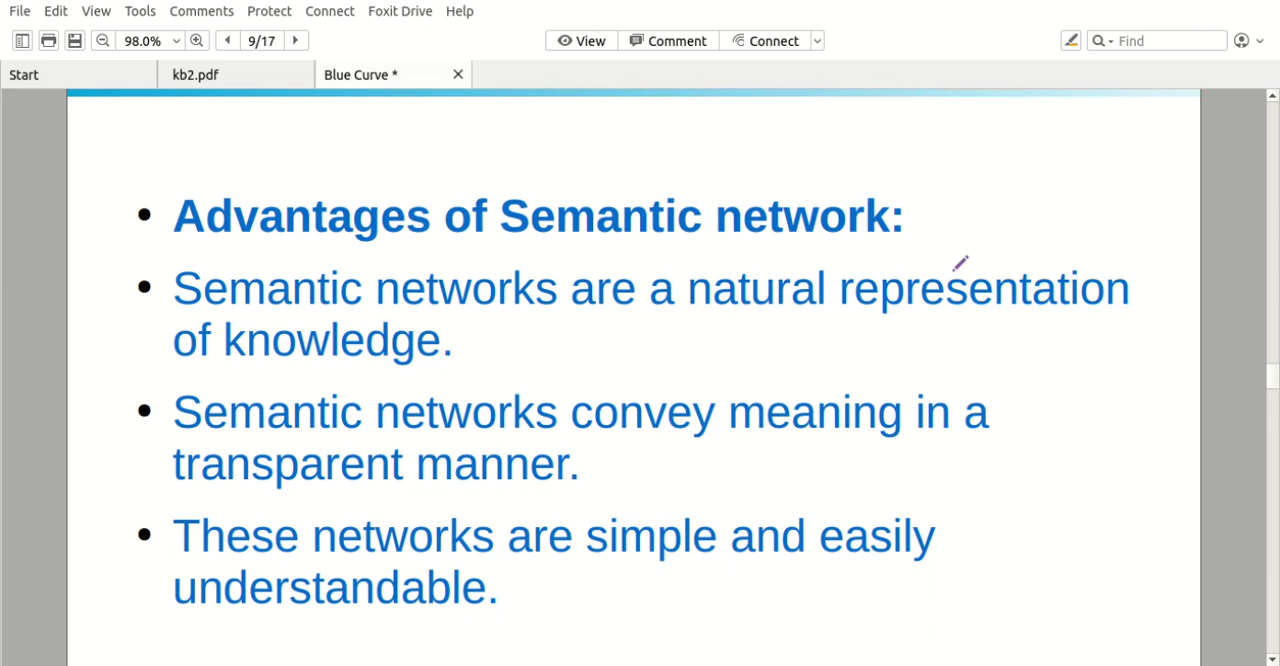 File Edit View Tools Comments Protect Connect Foxit Drive Help
98.0% 9/17 View Comment Connect Find
Start kb2.pdf Blue Curve *
• Advantages of Semantic network:
• Semantic networks are a natural representation
of knowledge.
• Semantic networks convey meaning in a
transparent manner.
• These networks are simple and easily
understandable.